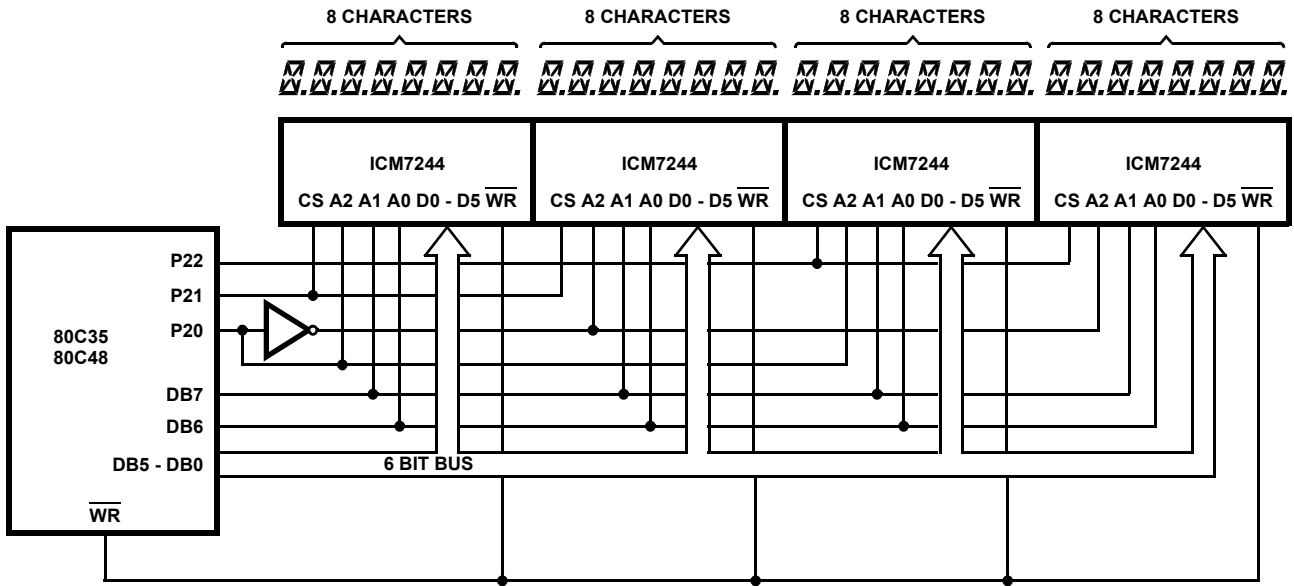 8 CHARACTERS 8 CHARACTERS 8 CHARACTERS 8 CHARACTERS
ICM7244 ICM7244 ICM7244 ICM7244
CS A2 A1 A0 D0 - D5 WR CS A2 A1 A0 D0 - D5 WR CS A2 A1 A0 D0 - D5 WR CS A2 A1 A0 D0 - D5 WR
P22
P21
P20
80C35
80C48
DB7
DB6
DB5 - DB0
6 BIT BUS
WR